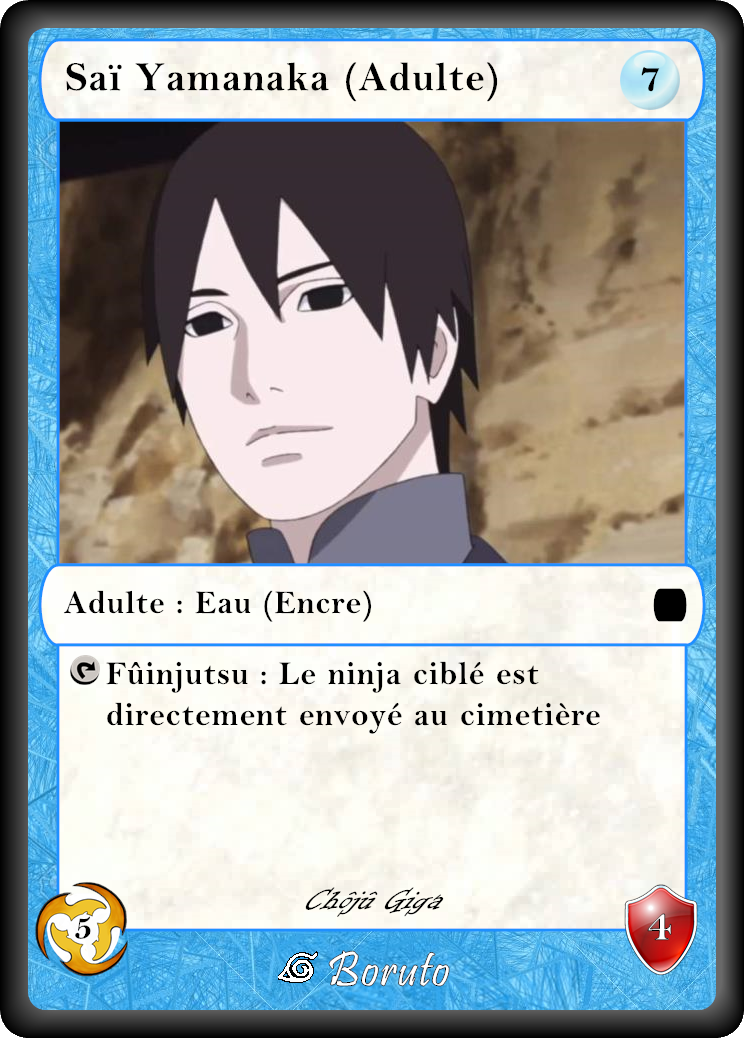 Saï Yamanaka (Adulte)
7
Adulte : Eau (Encre)
Fûinjutsu : Le ninja ciblé est
directement envoyé au cimetière
Chôjû Giga
5
4
Boruto